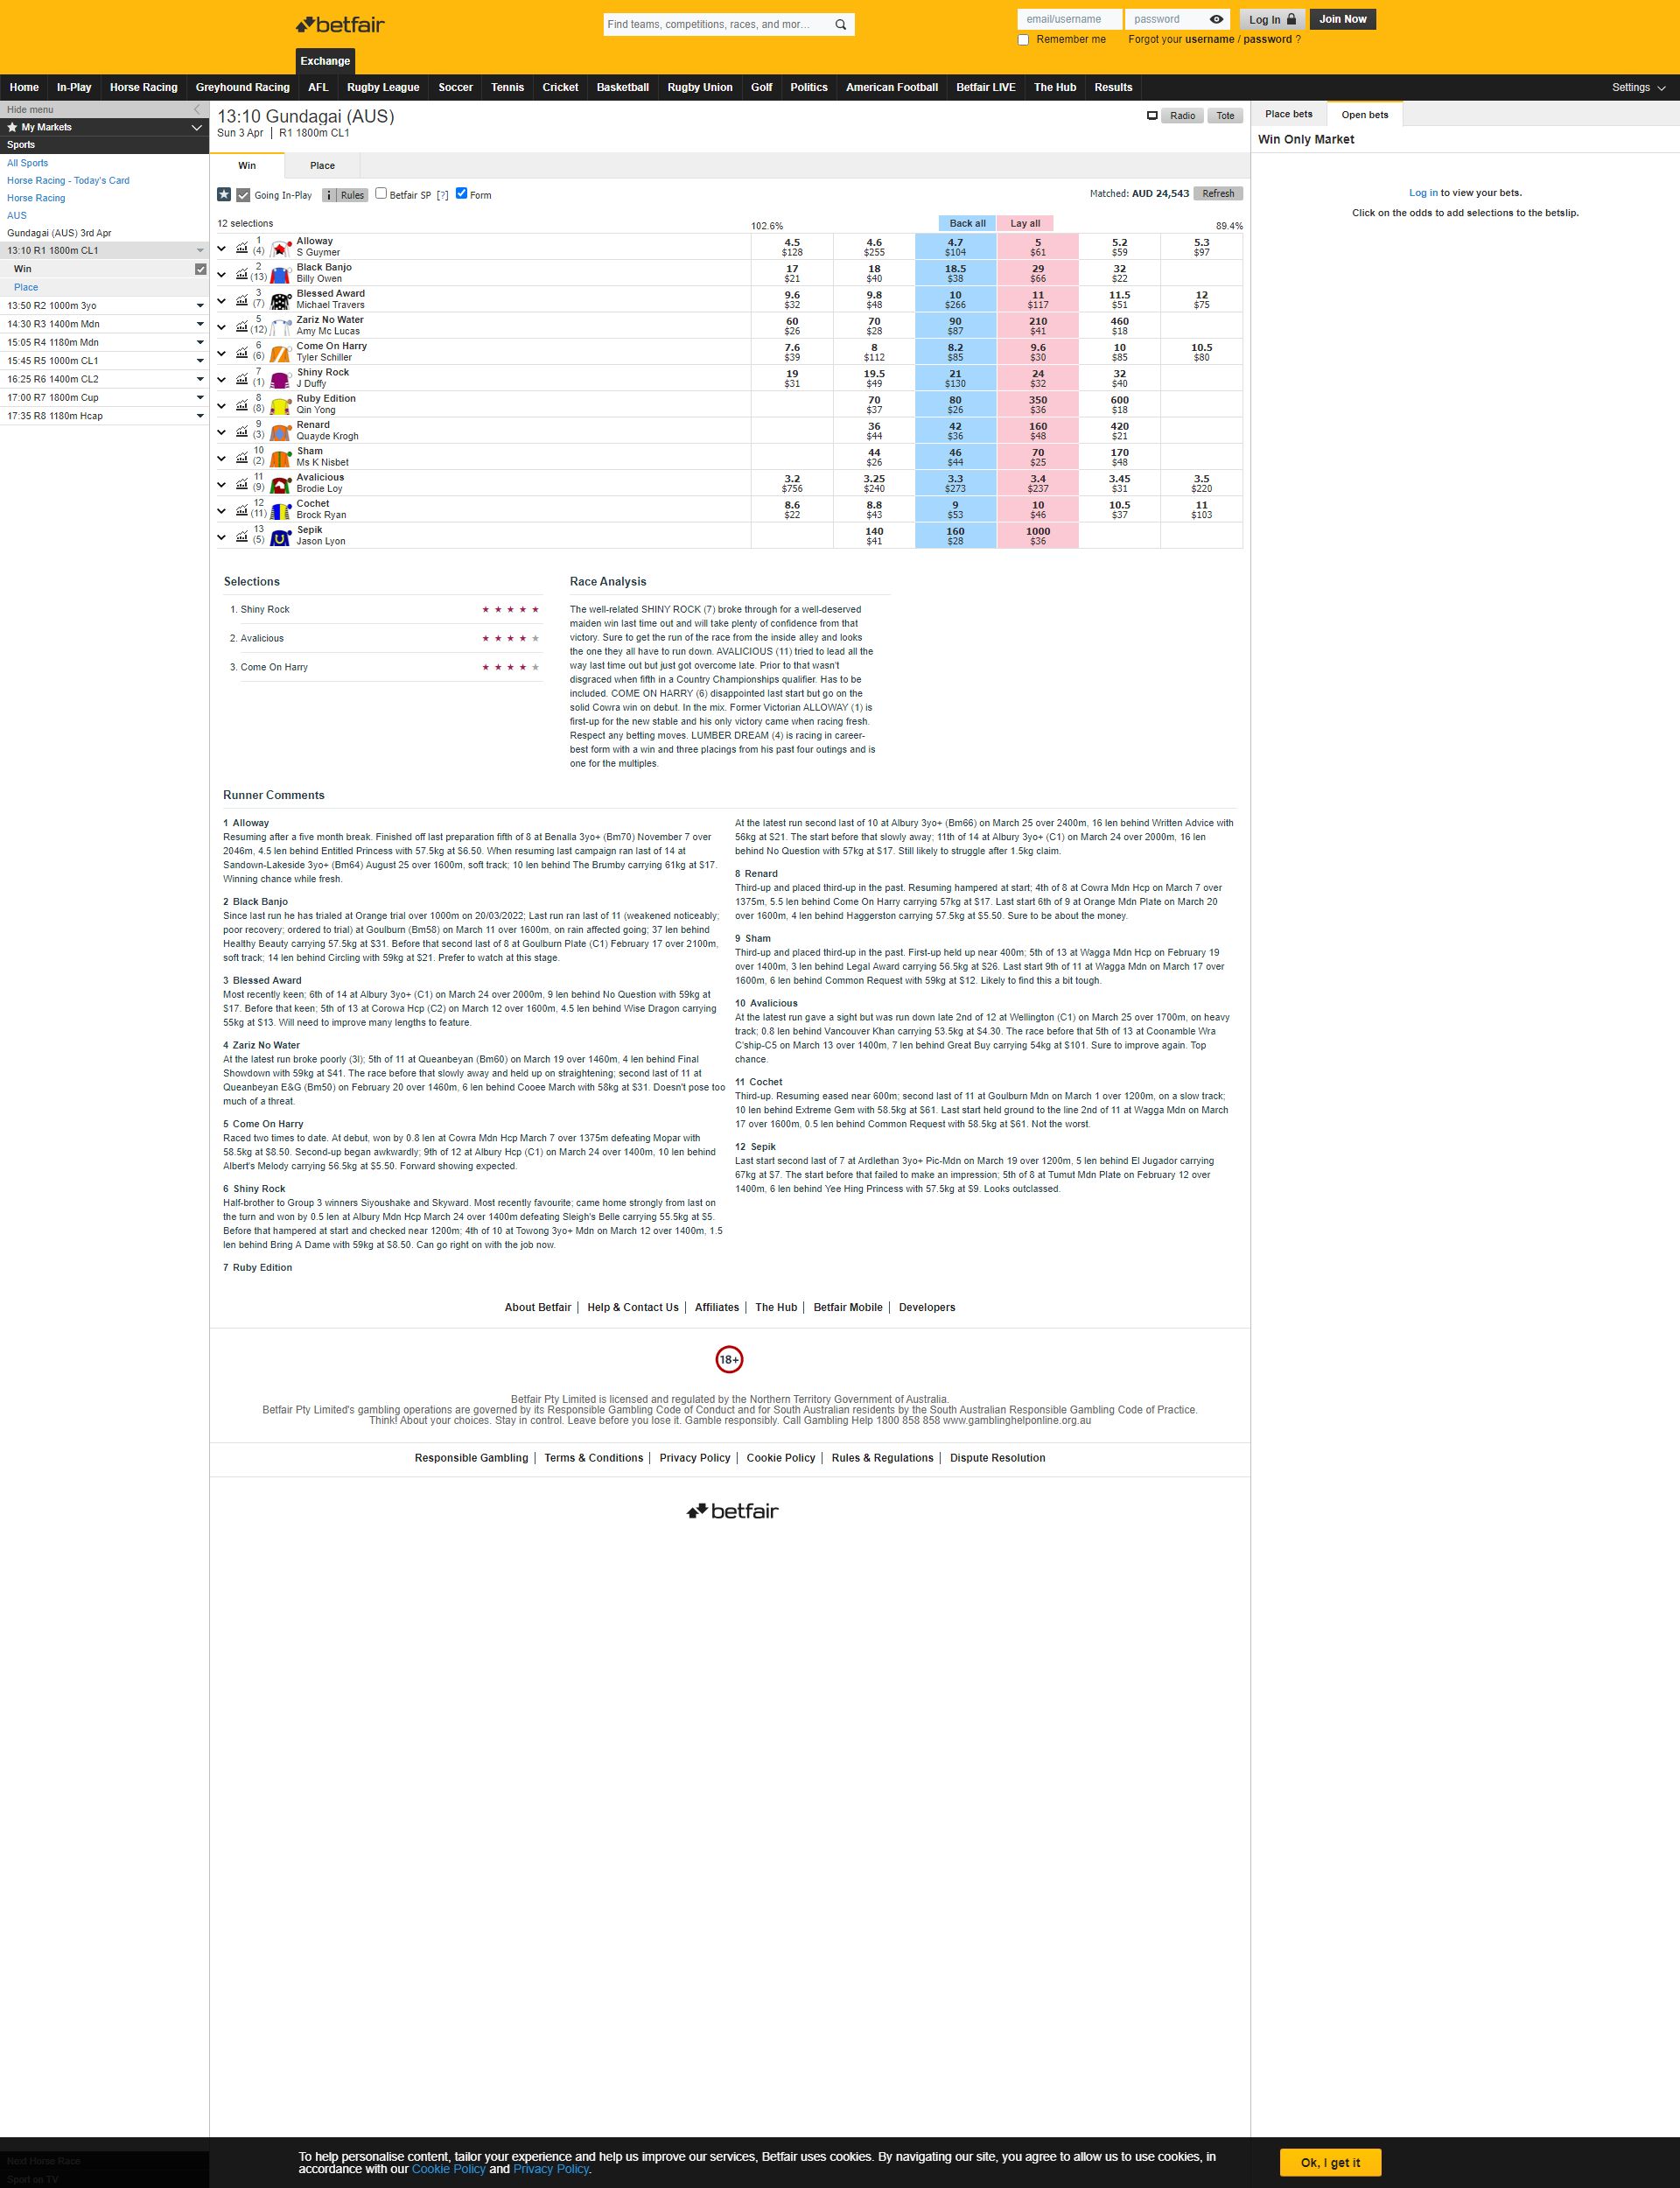 betfair
Find teams, competitions, races, and mor...
email/username
password
Log In
Join Now
Remember me
Forgot your username / password ?
Exchange
Home In-Play Horse Racing Greyhound Racing AFL Rugby League Soccer Tennis Cricket Basketball Rugby Union Golf Politics American Football Betfair LIVE The Hub Results Settings
Hide menu
My Markets
Sports
All Sports
Horse Racing - Today's Card
Horse Racing
AUS
Gundagai (AUS) 3rd Apr
13:10 R1 1800m CL1
Win
Place
13:50 R2 1000m 3yo
14:30 R3 1400m Mdn
15:05 R4 1180m Mdn
15:45 R5 1000m CL1
16:25 R6 1400m CL2
17:00 R7 1800m Cup
17:35 R8 1180m Hcap
13:10 Gundagai (AUS)
Sun 3 Apr | R1 1800m CL1
Radio
Tote
Win
Place
Going In-Play i Rules Betfair SP [?] Form
Matched: AUD 24,543 Refresh
12 selections 102.6% Back all Lay all 89.4%
1 Alloway 4.5 4.6 4.7 5 5.2 5.3
(4) S Guymer $128 $255 $104 $61 $59 $97
2 Black Banjo 17 18 18.5 29 32
(13) Billy Owen $21 $40 $38 $66 $22
3 Blessed Award 9.6 9.8 10 11 11.5 12
(7) Michael Travers $32 $48 $266 $117 $51 $75
5 Zariz No Water 60 70 90 210 460
(12) Amy Mc Lucas $26 $28 $87 $41 $18
6 Come On Harry 7.6 8 8.2 9.6 10 10.5
(6) Tyler Schiller $39 $112 $85 $30 $85 $80
7 Shiny Rock 19 19.5 21 24 32
(1) J Duffy $31 $49 $130 $32 $40
8 Ruby Edition 70 80 350 600
(8) Qin Yong $37 $26 $36 $18
9 Renard 36 42 160 420
(3) Quayde Krogh $44 $36 $48 $21
10 Sham 44 46 70 170
(2) Ms K Nisbet $26 $44 $25 $48
11 Avalicious 3.2 3.25 3.3 3.4 3.45 3.5
(9) Brodie Loy $756 $240 $273 $237 $31 $220
12 Cochet 8.6 8.8 9 10 10.5 11
(11) Brock Ryan $22 $43 $53 $46 $37 $103
13 Sepik 140 160 1000
(5) Jason Lyon $41 $28 $36
Selections
1. Shiny Rock
2. Avalicious
3. Come On Harry
Race Analysis
The well-related SHINY ROCK (7) broke through for a well-deserved
maiden win last time out and will take plenty of confidence from that
victory. Sure to get the run of the race from the inside alley and looks
the one they all have to run down. AVALICIOUS (11) tried to lead all the
way last time out but just got overcome late. Prior to that wasn't
disgraced when fifth in a Country Championships qualifier. Has to be
included. COME ON HARRY (6) disappointed last start but go on the
solid Cowra win on debut. In the mix. Former Victorian ALLOWAY (1) is
first-up for the new stable and his only victory came when racing fresh.
Respect any betting moves. LUMBER DREAM (4) is racing in career-
best form with a win and three placings from his past four outings and is
one for the multiples.
Runner Comments
1 Alloway
Resuming after a five month break. Finished off last preparation fifth of 8 at Benalla 3yo+ (Bm70) November 7 over
2046m, 4.5 len behind Entitled Princess with 57.5kg at $6.50. When resuming last campaign ran last of 14 at
Sandown-Lakeside 3yo+ (Bm64) August 25 over 1600m, soft track; 10 len behind The Brumby carrying 61kg at $17.
Winning chance while fresh.
2 Black Banjo
Since last run he has trialed at Orange trial over 1000m on 20/03/2022; Last run ran last of 11 (weakened noticeably;
poor recovery; ordered to trial) at Goulburn (Bm58) on March 11 over 1600m, on rain affected going; 37 len behind
Healthy Beauty carrying 57.5kg at $31. Before that second last of 8 at Goulburn Plate (C1) February 17 over 2100m,
soft track; 14 len behind Circling with 59kg at $21. Prefer to watch at this stage.
3 Blessed Award
Most recently keen; 6th of 14 at Albury 3yo+ (C1) on March 24 over 2000m, 9 len behind No Question with 59kg at
$17. Before that keen; 5th of 13 at Corowa Hcp (C2) on March 12 over 1600m, 4.5 len behind Wise Dragon carrying
55kg at $13. Will need to improve many lengths to feature.
4 Zariz No Water
At the latest run broke poorly (3l); 5th of 11 at Queanbeyan (Bm60) on March 19 over 1460m, 4 len behind Final
Showdown with 59kg at $41. The race before that slowly away and held up on straightening; second last of 11 at
Queanbeyan E&G (Bm50) on February 20 over 1460m, 6 len behind Cooee March with 58kg at $31. Doesn't pose too
much of a threat.
5 Come On Harry
Raced two times to date. At debut, won by 0.8 len at Cowra Mdn Hcp March 7 over 1375m defeating Mopar with
58.5kg at $8.50. Second-up began awkwardly; 9th of 12 at Albury Hcp (C1) on March 24 over 1400m, 10 len behind
Albert's Melody carrying 56.5kg at $5.50. Forward showing expected.
6 Shiny Rock
Half-brother to Group 3 winners Siyoushake and Skyward. Most recently favourite; came home strongly from last on
the turn and won by 0.5 len at Albury Mdn Hcp March 24 over 1400m defeating Sleigh's Belle carrying 55.5kg at $5.
Before that hampered at start and checked near 1200m; 4th of 10 at Towong 3yo+ Mdn on March 12 over 1400m, 1.5
len behind Bring A Dame with 59kg at $8.50. Can go right on with the job now.
7 Ruby Edition
At the latest run second last of 10 at Albury 3yo+ (Bm66) on March 25 over 2400m, 16 len behind Written Advice with
56kg at $21. The start before that slowly away; 11th of 14 at Albury 3yo+ (C1) on March 24 over 2000m, 16 len
behind No Question with 57kg at $17. Still likely to struggle after 1.5kg claim.
8 Renard
Third-up and placed third-up in the past. Resuming hampered at start; 4th of 8 at Cowra Mdn Hcp on March 7 over
1375m, 5.5 len behind Come On Harry carrying 57kg at $17. Last start 6th of 9 at Orange Mdn Plate on March 20
over 1600m, 4 len behind Haggerston carrying 57.5kg at $5.50. Sure to be about the money.
9 Sham
Third-up and placed third-up in the past. First-up held up near 400m; 5th of 13 at Wagga Mdn Hcp on February 19
over 1400m, 3 len behind Legal Award carrying 56.5kg at $26. Last start 9th of 11 at Wagga Mdn on March 17 over
1600m, 6 len behind Common Request with 59kg at $12. Likely to find this a bit tough.
10 Avalicious
At the latest run gave a sight but was run down late 2nd of 12 at Wellington (C1) on March 25 over 1700m, on heavy
track; 0.8 len behind Vancouver Khan carrying 53.5kg at $4.30. The race before that 5th of 13 at Coonamble Wra
C'ship-C5 on March 13 over 1400m, 7 len behind Great Buy carrying 54kg at $101. Sure to improve again. Top
chance.
11 Cochet
Third-up. Resuming eased near 600m; second last of 11 at Goulburn Mdn on March 1 over 1200m, on a slow track;
10 len behind Extreme Gem with 58.5kg at $61. Last start held ground to the line 2nd of 11 at Wagga Mdn on March
17 over 1600m, 0.5 len behind Common Request with 58.5kg at $61. Not the worst.
12 Sepik
Last start second last of 7 at Ardlethan 3yo+ Pic-Mdn on March 19 over 1200m, 5 len behind El Jugador carrying
67kg at $7. The start before that failed to make an impression; 5th of 8 at Tumut Mdn Plate on February 12 over
1400m, 6 len behind Yee Hing Princess with 57.5kg at $9. Looks outclassed.
Place bets
Open bets
Win Only Market
Log in to view your bets.
Click on the odds to add selections to the betslip.
About Betfair | Help & Contact Us | Affiliates | The Hub | Betfair Mobile | Developers
18+
Betfair Pty Limited is licensed and regulated by the Northern Territory Government of Australia.
Betfair Pty Limited's gambling operations are governed by its Responsible Gambling Code of Conduct and for South Australian residents by the South Australian Responsible Gambling Code of Practice.
Think! About your choices. Stay in control. Leave before you lose it. Gamble responsibly. Call Gambling Help 1800 858 858 www.gamblinghelponline.org.au
Responsible Gambling | Terms & Conditions | Privacy Policy | Cookie Policy | Rules & Regulations | Dispute Resolution
betfair
Next Horse Race
Sport on TV
To help personalise content, tailor your experience and help us improve our services, Betfair uses cookies. By navigating our site, you agree to allow us to use cookies, in
accordance with our Cookie Policy and Privacy Policy.
Ok, I get it